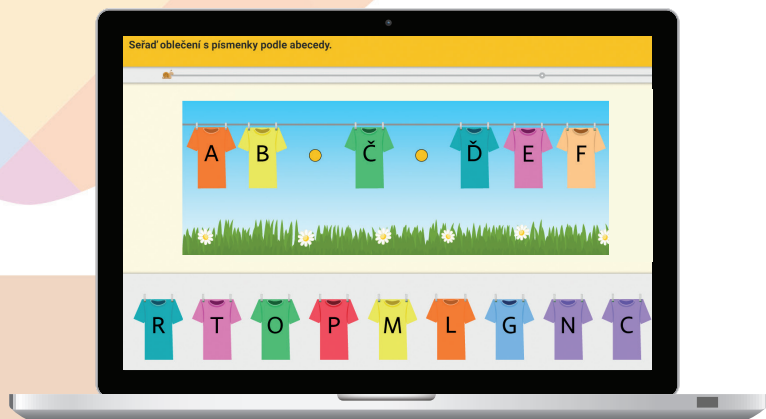 Seřaď oblečení s písmenky podle abecedy.
A B Č Ď E F
R T O P M L G N C